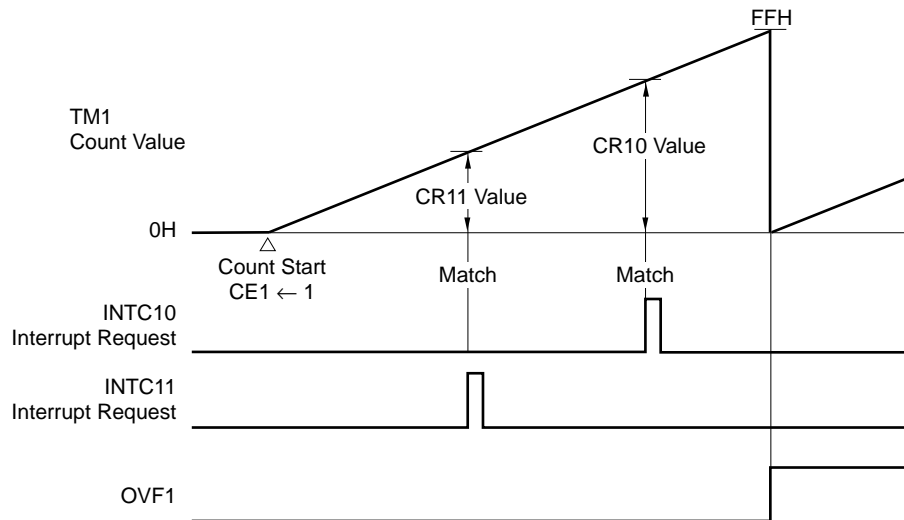 FFH
TM1
Count Value
CR10 Value
CR11 Value
0H
Count Start
CE1 ← 1
Match
Match
INTC10
Interrupt Request
INTC11
Interrupt Request
OVF1